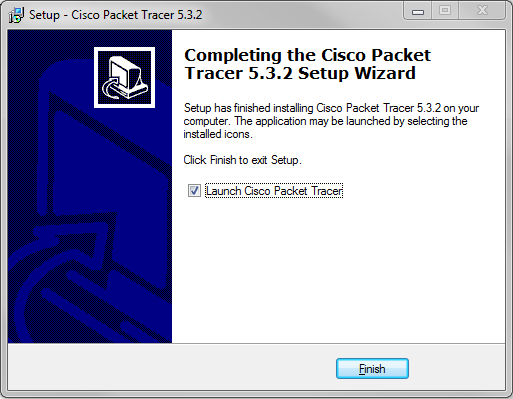 Setup - Cisco Packet Tracer 5.3.2
Completing the Cisco Packet
Tracer 5.3.2 Setup Wizard
Setup has finished installing Cisco Packet Tracer 5.3.2 on your
computer. The application may be launched by selecting the
installed icons.
Click Finish to exit Setup.
Launch Cisco Packet Tracer
Finish